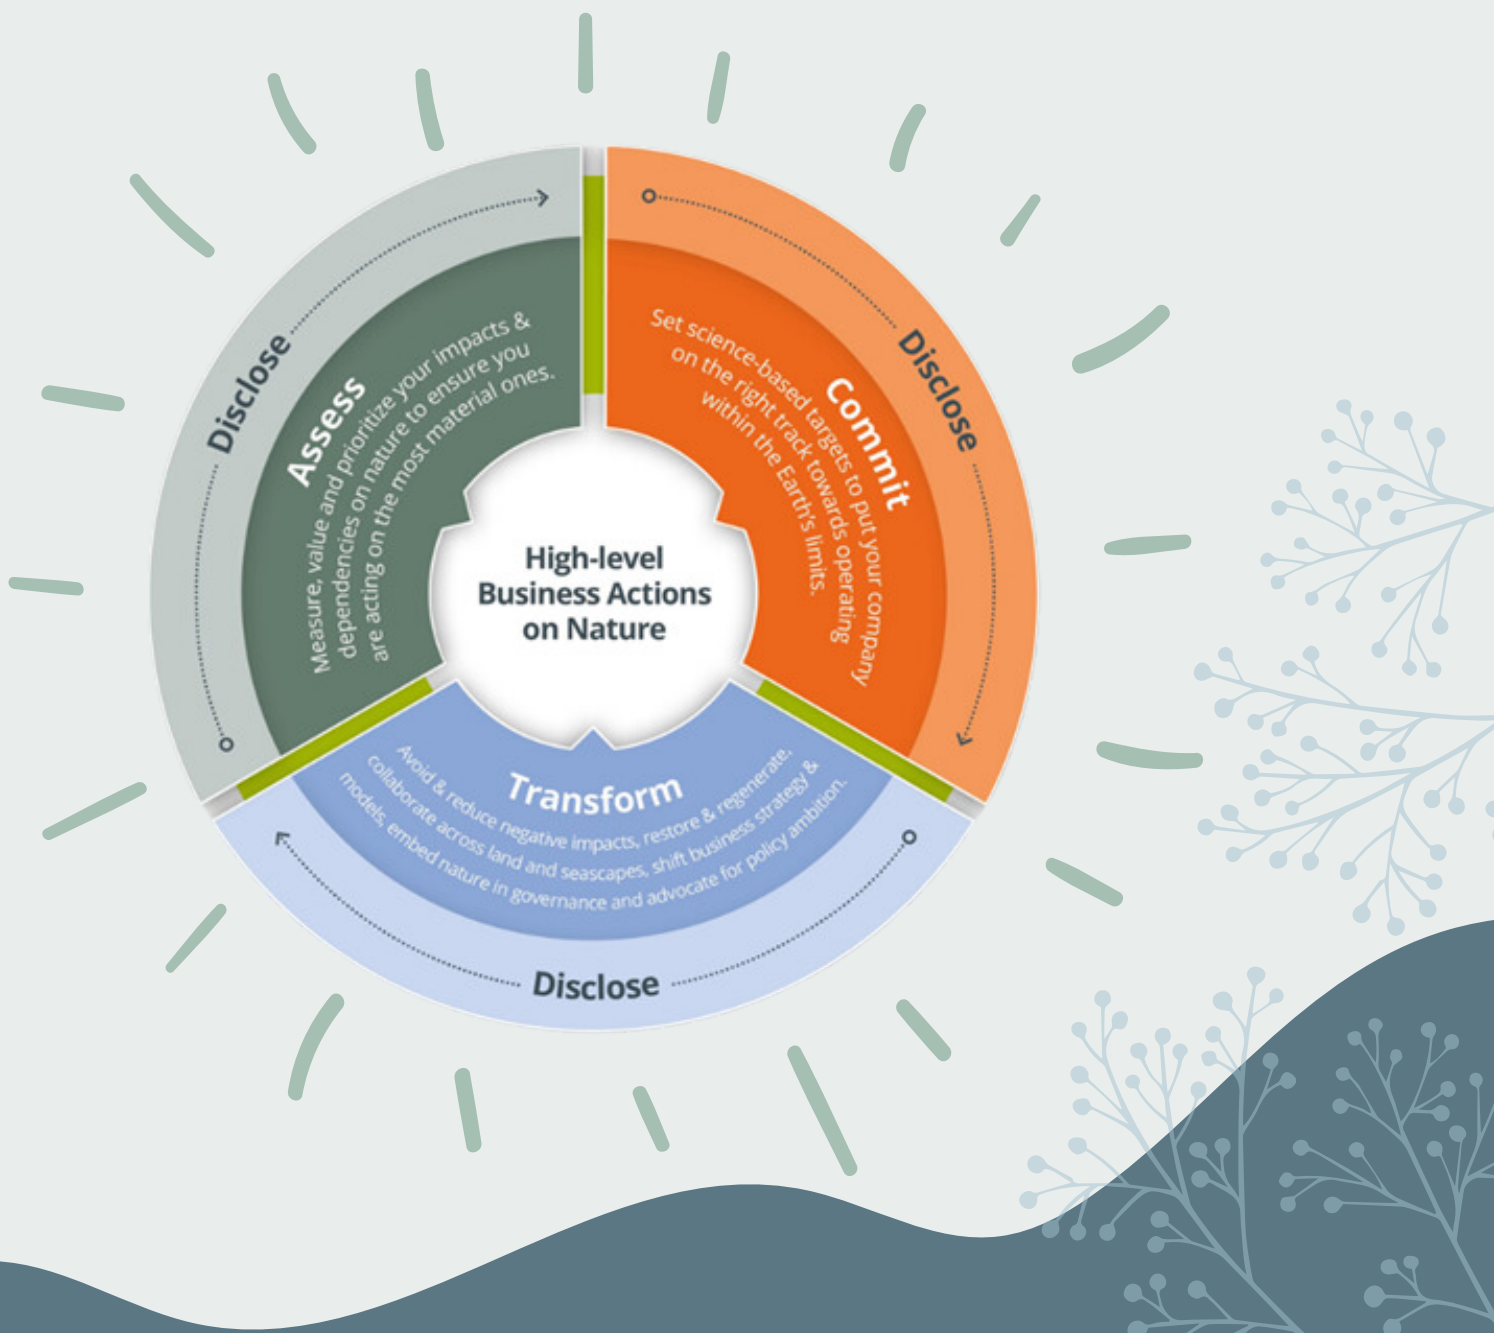 High-level
Business Actions
on Nature
Disclose
Assess
Measure, value and prioritize your impacts &
dependencies on nature to ensure you
are acting on the most material ones.
Disclose
Commit
Set science-based targets to put your company
on the right track towards operating
within the Earth's limits.
Transform
Avoid & reduce negative impacts, restore & regenerate,
collaborate across land and seascapes, shift business strategy &
models, embed nature in governance and advocate for policy ambition.
Disclose